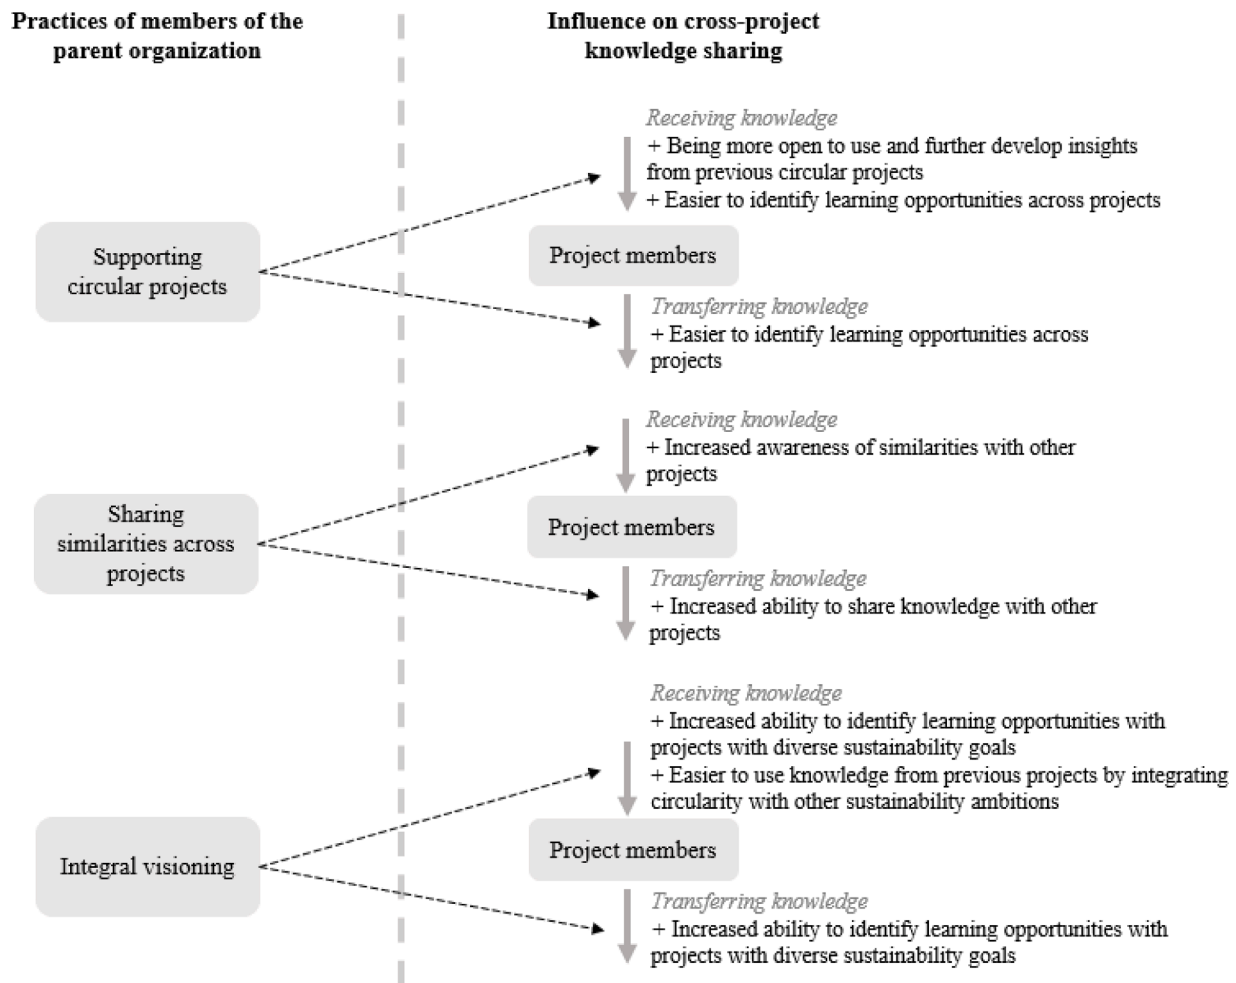 Practices of members of the
parent organization
Influence on cross-project
knowledge sharing
Receiving knowledge
+ Being more open to use and further develop insights
from previous circular projects
+ Easier to identify learning opportunities across projects
Supporting
circular projects
Project members
Transferring knowledge
+ Easier to identify learning opportunities across
projects
Receiving knowledge
+ Increased awareness of similarities with other
projects
Sharing
similarities across
projects
Project members
Transferring knowledge
+ Increased ability to share knowledge with other
projects
Receiving knowledge
+ Increased ability to identify learning opportunities with
projects with diverse sustainability goals
+ Easier to use knowledge from previous projects by integrating
circularity with other sustainability ambitions
Integral visioning
Project members
Transferring knowledge
+ Increased ability to identify learning opportunities with
projects with diverse sustainability goals